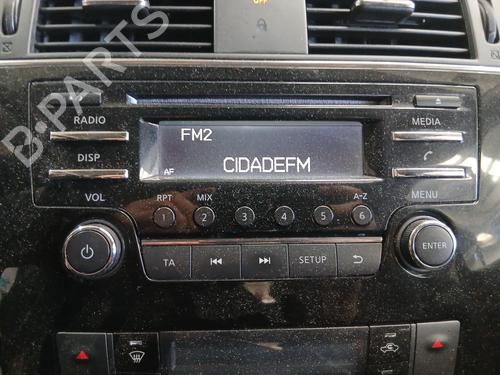 OFF
RADIO
MEDIA
FM2
DISP
AF
CIDADEFM
VOL
RPT
MIX
A-Z
MENU
1
2
3
4
5
6
ENTER
TA
SETUP
B-PARTS